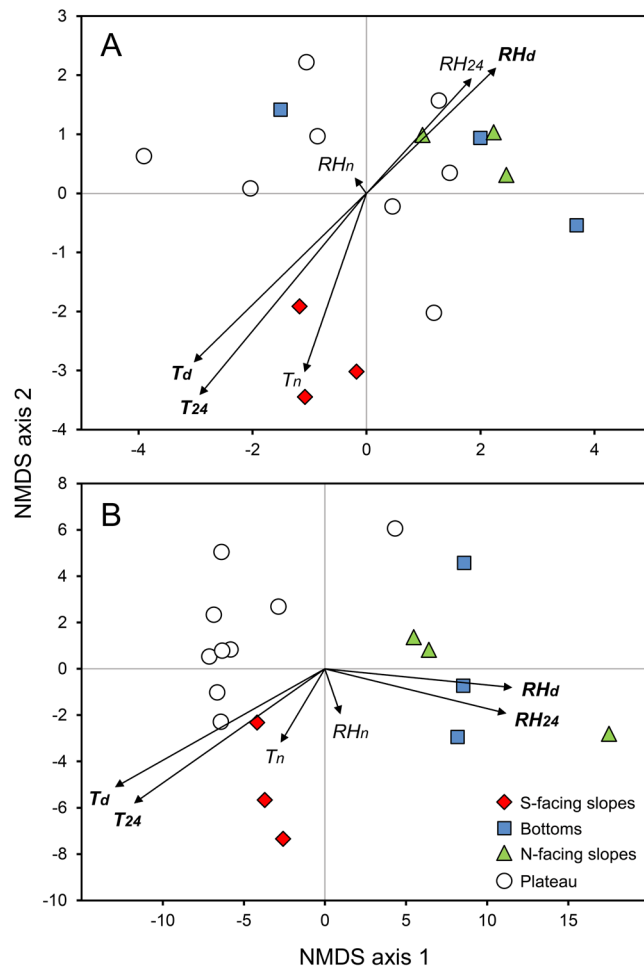 A
3
2
1
0
-1
-2
-3
-4
RH24
RHd
RHn
Td
T24
Tn
-4
-2
0
2
4
NMDS axis 2
B
8
6
4
2
0
-2
-4
-6
-8
-10
RHd
RH24
RHn
Tn
Td
T24
S-facing slopes
Bottoms
N-facing slopes
Plateau
-10
-5
0
5
10
15
NMDS axis 1